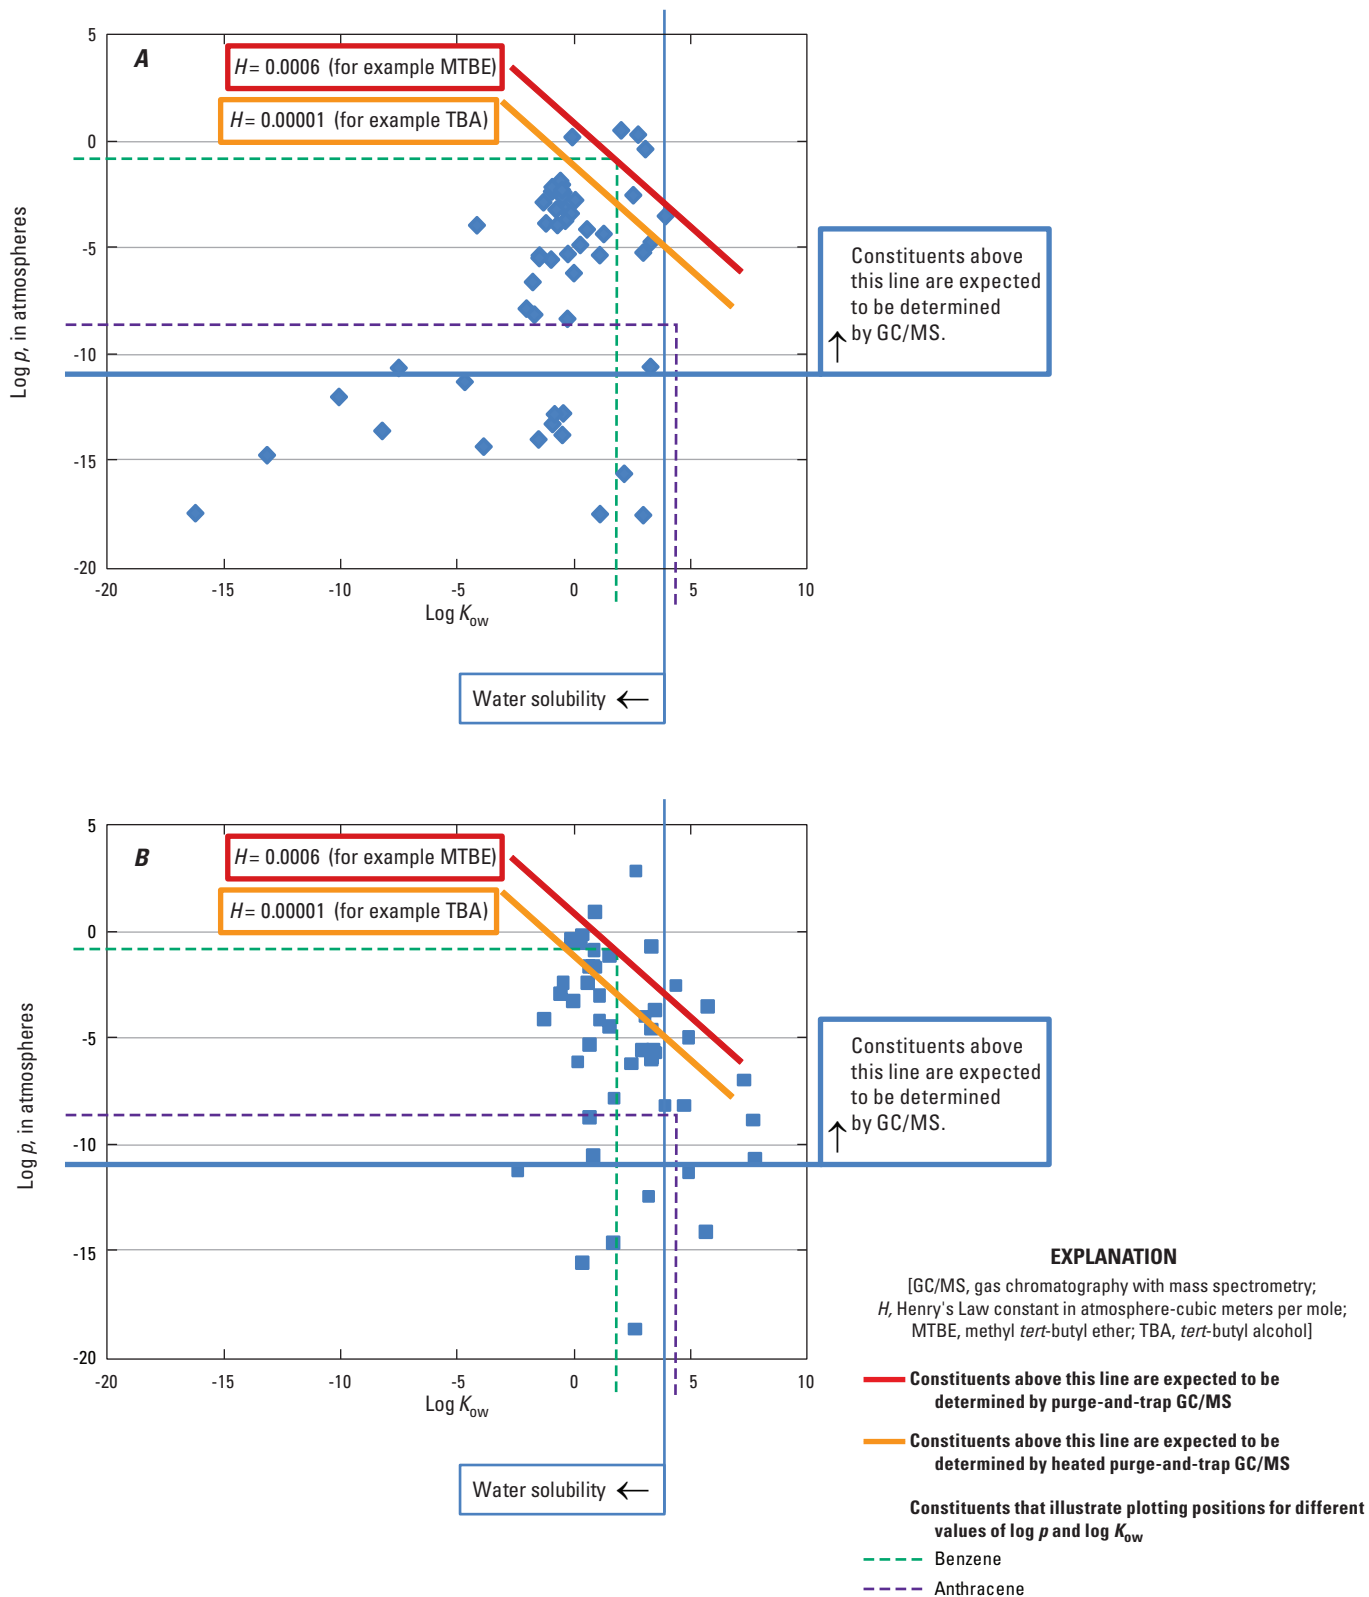 A
H = 0.0006 (for example MTBE)
H = 0.00001 (for example TBA)
5
0
-5
-10
-15
-20
Log p, in atmospheres
-20
-15
-10
-5
0
5
10
Log Kow
Constituents above
this line are expected
to be determined
↑ by GC/MS.
Water solubility ←
B
H = 0.0006 (for example MTBE)
H = 0.00001 (for example TBA)
5
0
-5
-10
-15
-20
Log p, in atmospheres
-20
-15
-10
-5
0
5
10
Log Kow
Constituents above
this line are expected
to be determined
↑ by GC/MS.
Water solubility ←
EXPLANATION
[GC/MS, gas chromatography with mass spectrometry;
H, Henry's Law constant in atmosphere-cubic meters per mole;
MTBE, methyl tert-butyl ether; TBA, tert-butyl alcohol]
Constituents above this line are expected to be
determined by purge-and-trap GC/MS
Constituents above this line are expected to be
determined by heated purge-and-trap GC/MS
Constituents that illustrate plotting positions for different
values of log p and log Kow
Benzene
Anthracene